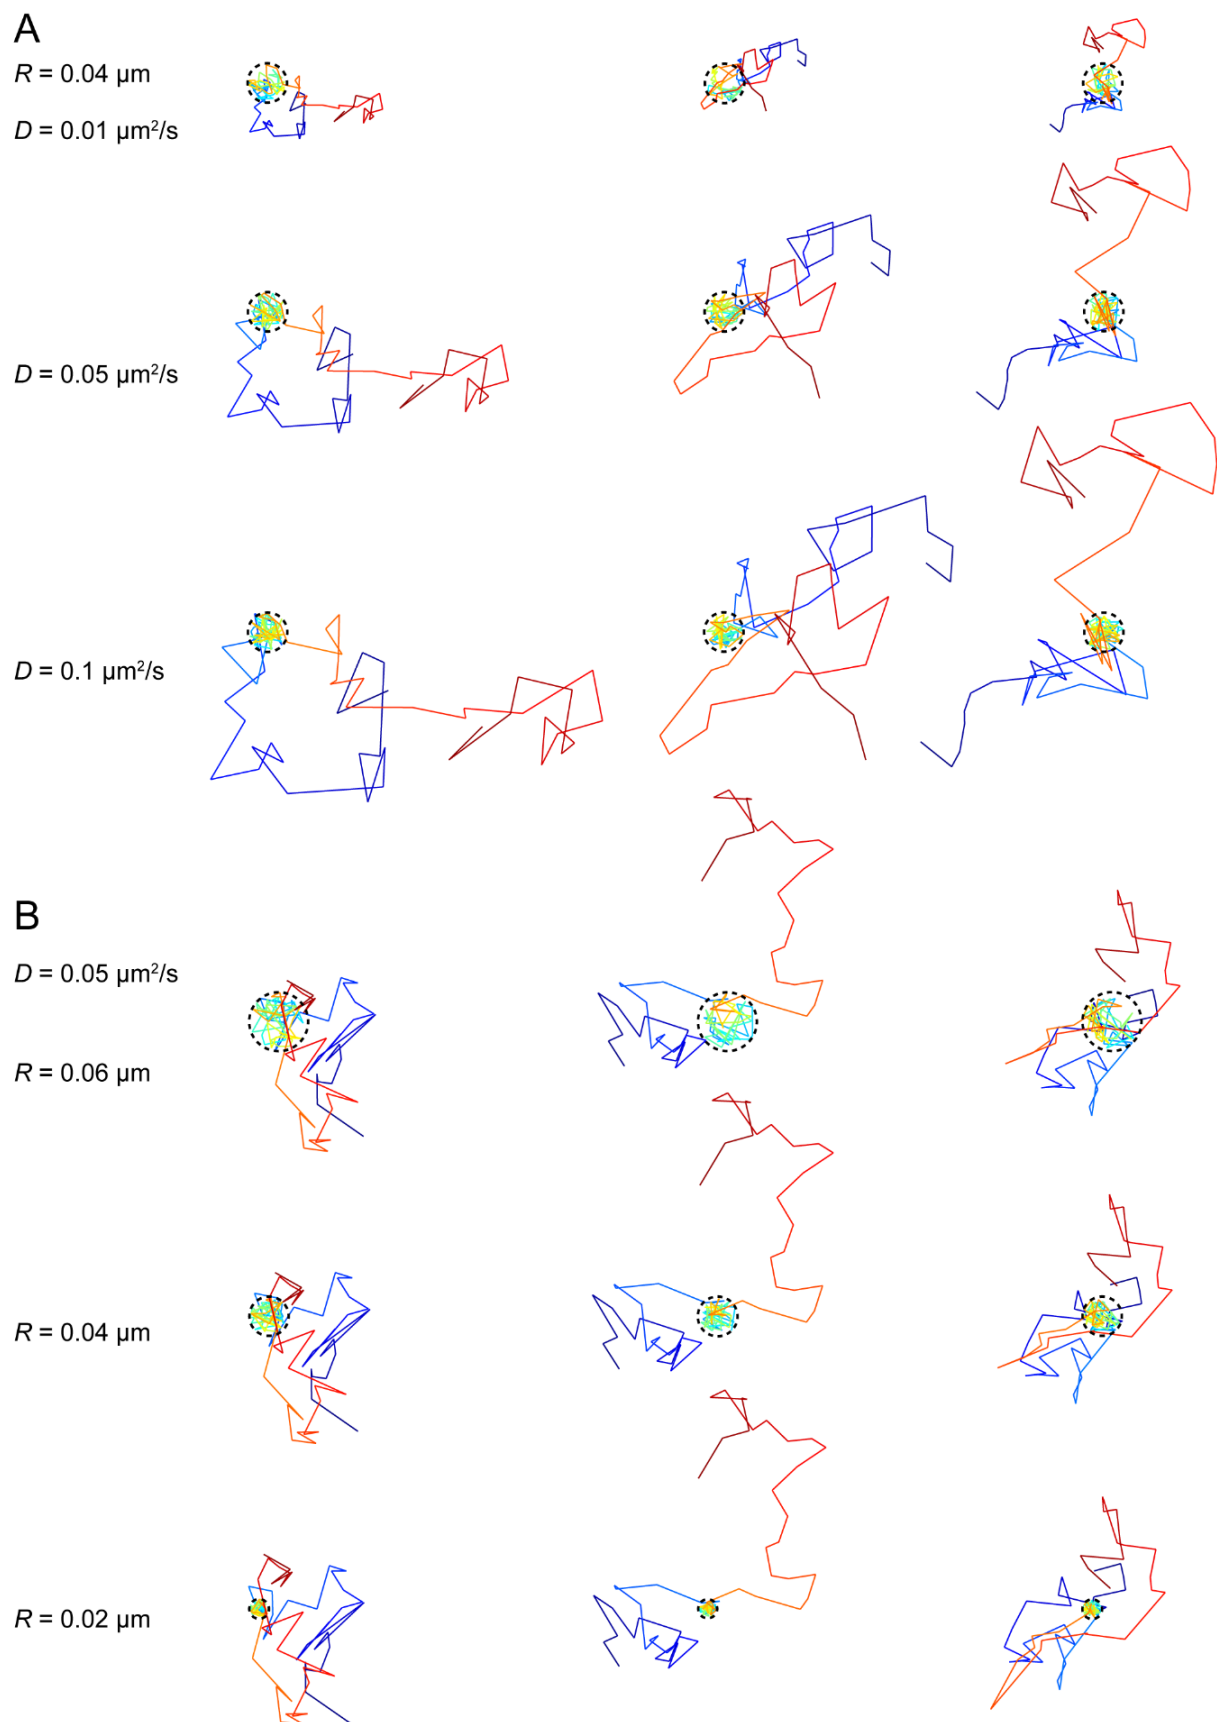 A
R = 0.04 µm
D = 0.01 µm²/s
D = 0.05 µm²/s
D = 0.1 µm²/s
B
D = 0.05 µm²/s
R = 0.06 µm
R = 0.04 µm
R = 0.02 µm